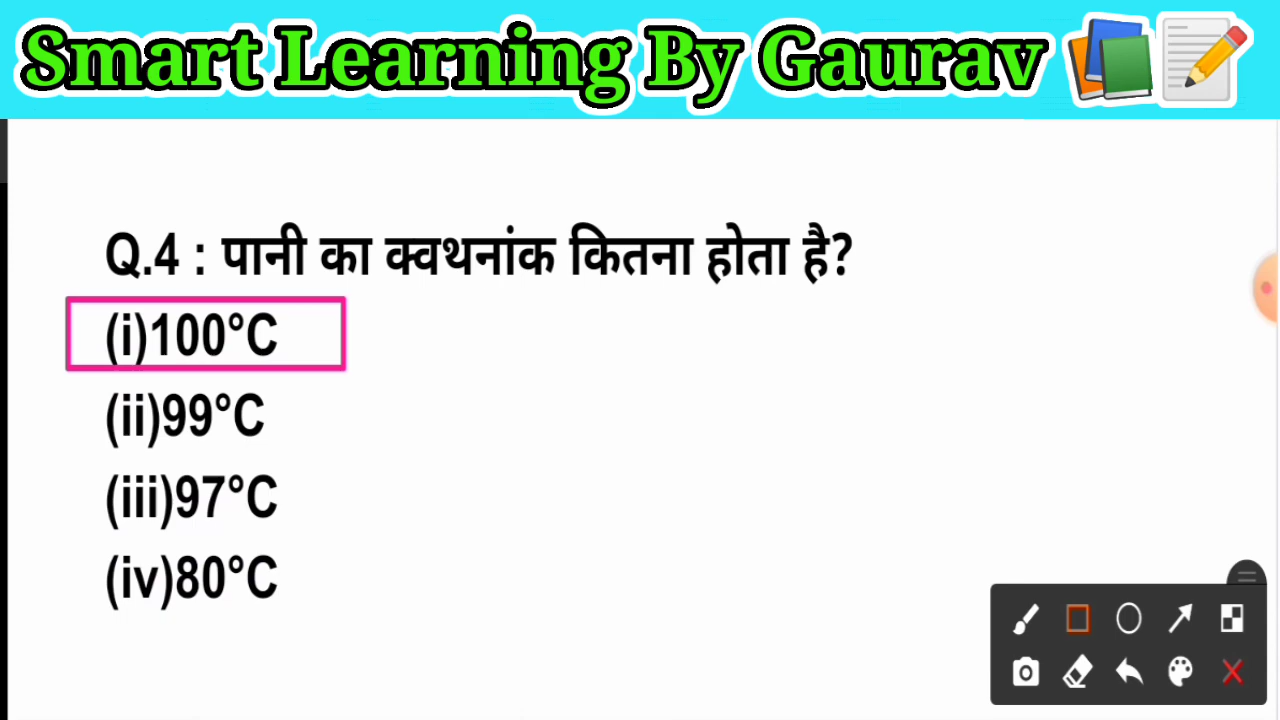 Smart Learning By Gaurav
Q.4 : पानी का क्वथनांक कितना होता है?
(i)100°C
(ii)99°C
(iii)97°C
(iv)80°C